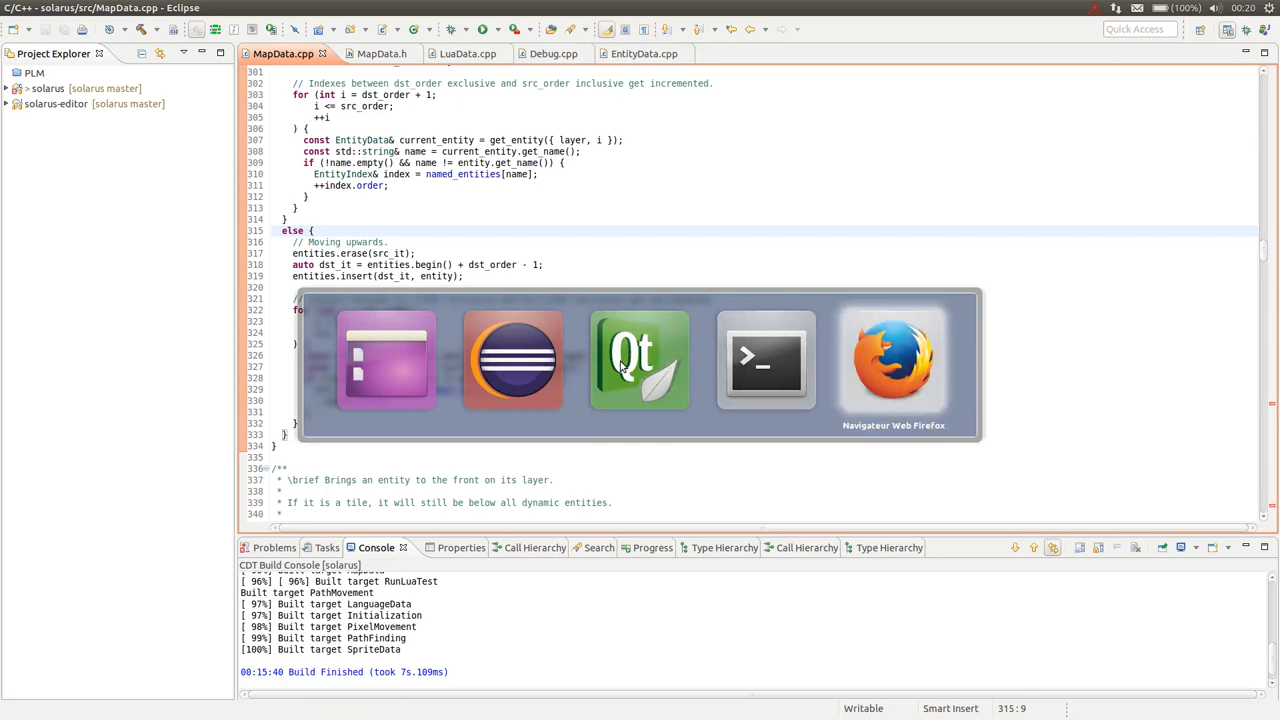 C/C++ - solarus/src/MapData.cpp - Eclipse
(100%) 00:20
Quick Access
Project Explorer
MapData.cpp MapData.h LuaData.cpp Debug.cpp EntityData.cpp
PLM
> solarus [solarus master]
solarus-editor [solarus master]
301
302 // Indexes between dst_order exclusive and src_order inclusive get incremented.
303 for (int i = dst_order + 1;
304 i <= src_order;
305 ++i
306 ) {
307 const EntityData& current_entity = get_entity({ layer, i });
308 const std::string& name = current_entity.get_name();
309 if (!name.empty() && name != entity.get_name()) {
310 EntityIndex& index = named_entities[name];
311 ++index.order;
312 }
313 }
314 }
315 else {
316 // Moving upwards.
317 entities.erase(src_it);
318 auto dst_it = entities.begin() + dst_order - 1;
319 entities.insert(dst_it, entity);
320
321
322
323
324
325
326
327
328
329
330
331
332 }
333 }
334 }
335
336 /**
337 * \brief Brings an entity to the front on its layer.
338 *
339 * If it is a tile, it will still be below all dynamic entities.
340 *
Qt
>_
Navigateur Web Firefox
Problems Tasks Console Properties Call Hierarchy Search Progress Type Hierarchy Call Hierarchy Type Hierarchy
CDT Build Console [solarus]
[ 96%] [ 96%] Built target RunLuaTest
Built target PathMovement
[ 97%] Built target LanguageData
[ 97%] Built target Initialization
[ 98%] Built target PixelMovement
[ 99%] Built target PathFinding
[100%] Built target SpriteData
00:15:40 Build Finished (took 7s.109ms)
Writable Smart Insert 315 : 9